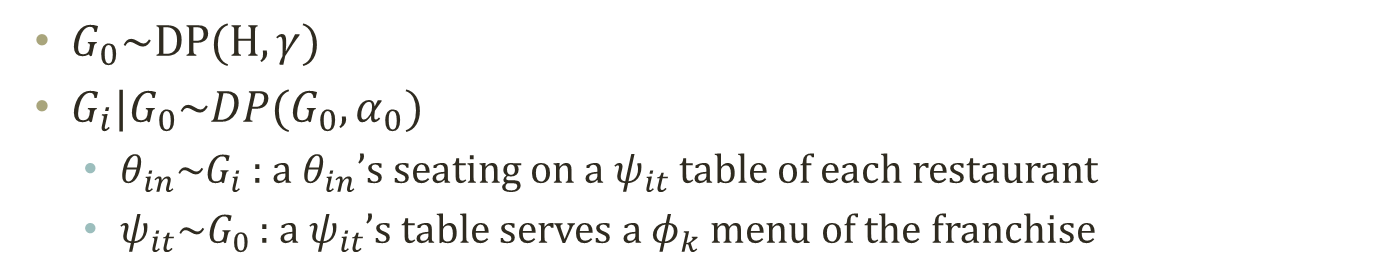 • G₀~DP(H,γ)
• Gᵢ|G₀~DP(G₀,α₀)
• θᵢₙ~Gᵢ : a θᵢₙ’s seating on a ψᵢₜ table of each restaurant
• ψᵢₜ~G₀ : a ψᵢₜ’s table serves a ϕₖ menu of the franchise